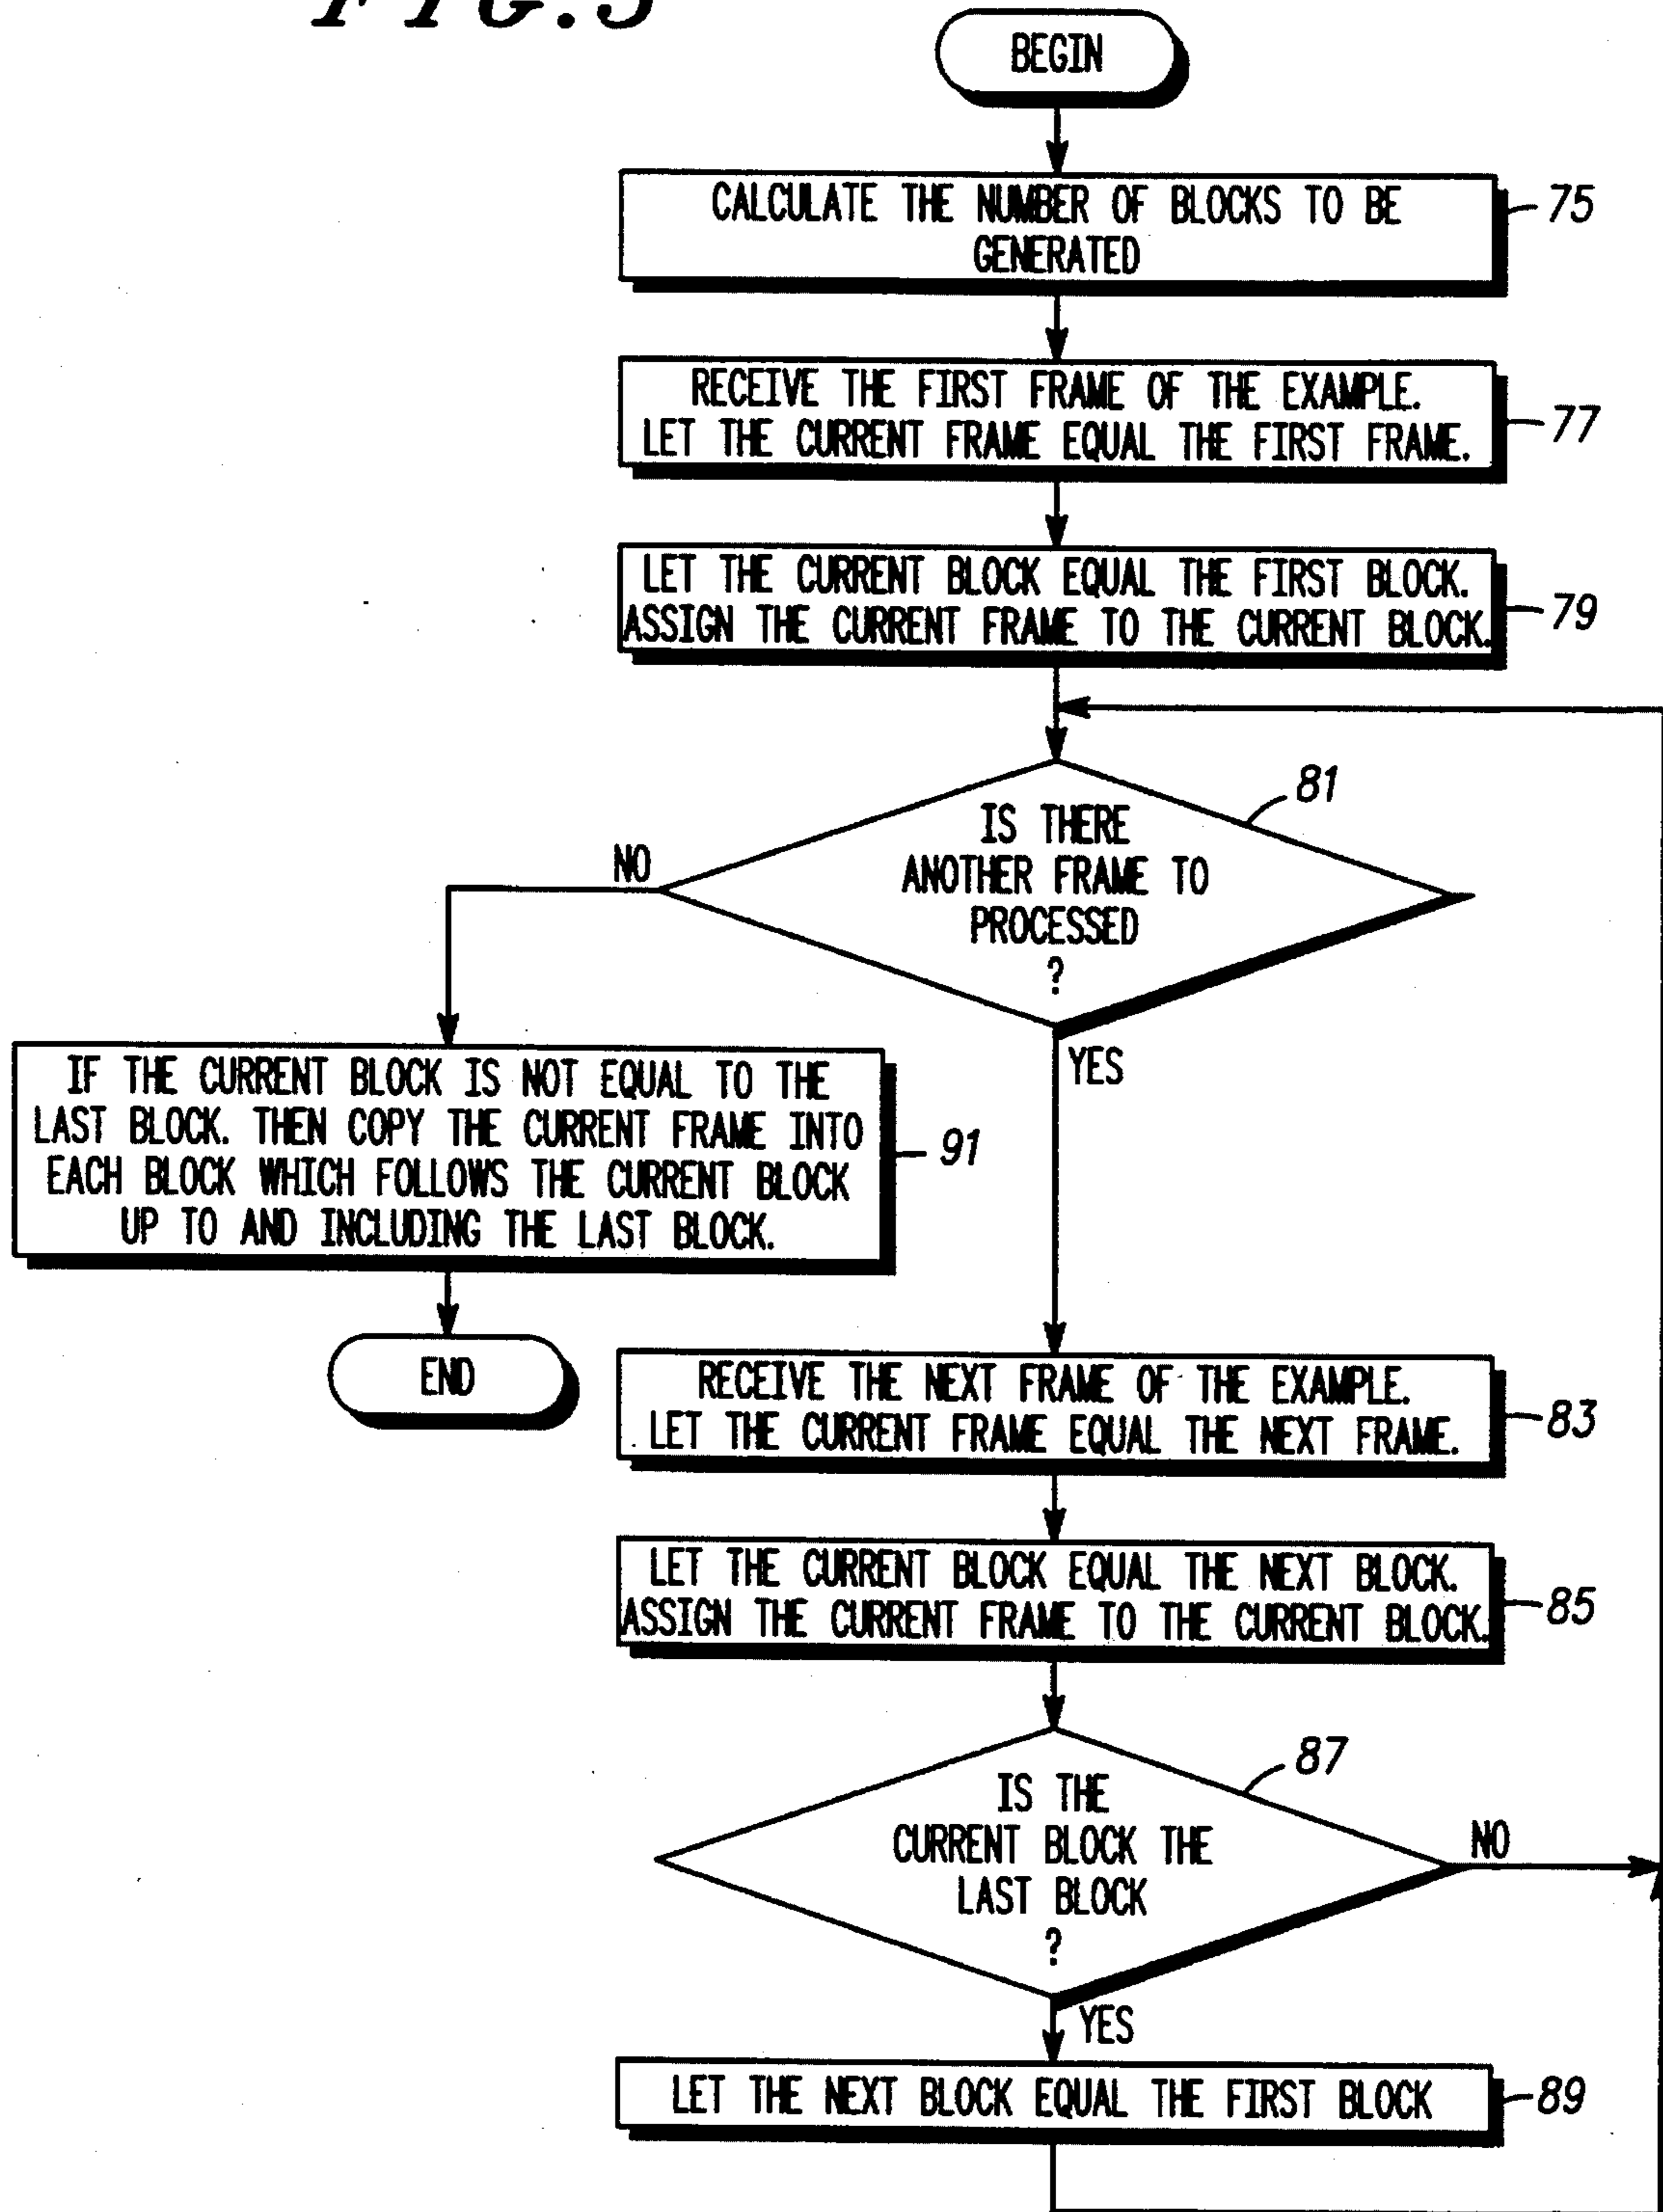 FIG.5
BEGIN
CALCULATE THE NUMBER OF BLOCKS TO BE
GENERATED
75
RECEIVE THE FIRST FRAME OF THE EXAMPLE.
LET THE CURRENT FRAME EQUAL THE FIRST FRAME.
77
LET THE CURRENT BLOCK EQUAL THE FIRST BLOCK.
ASSIGN THE CURRENT FRAME TO THE CURRENT BLOCK.
79
81
IS THERE
ANOTHER FRAME TO
PROCESSED
?
NO
YES
IF THE CURRENT BLOCK IS NOT EQUAL TO THE
LAST BLOCK. THEN COPY THE CURRENT FRAME INTO
EACH BLOCK WHICH FOLLOWS THE CURRENT BLOCK
UP TO AND INCLUDING THE LAST BLOCK.
91
END
RECEIVE THE NEXT FRAME OF THE EXAMPLE.
LET THE CURRENT FRAME EQUAL THE NEXT FRAME.
83
LET THE CURRENT BLOCK EQUAL THE NEXT BLOCK.
ASSIGN THE CURRENT FRAME TO THE CURRENT BLOCK.
85
87
IS THE
CURRENT BLOCK THE
LAST BLOCK
?
NO
YES
LET THE NEXT BLOCK EQUAL THE FIRST BLOCK
89